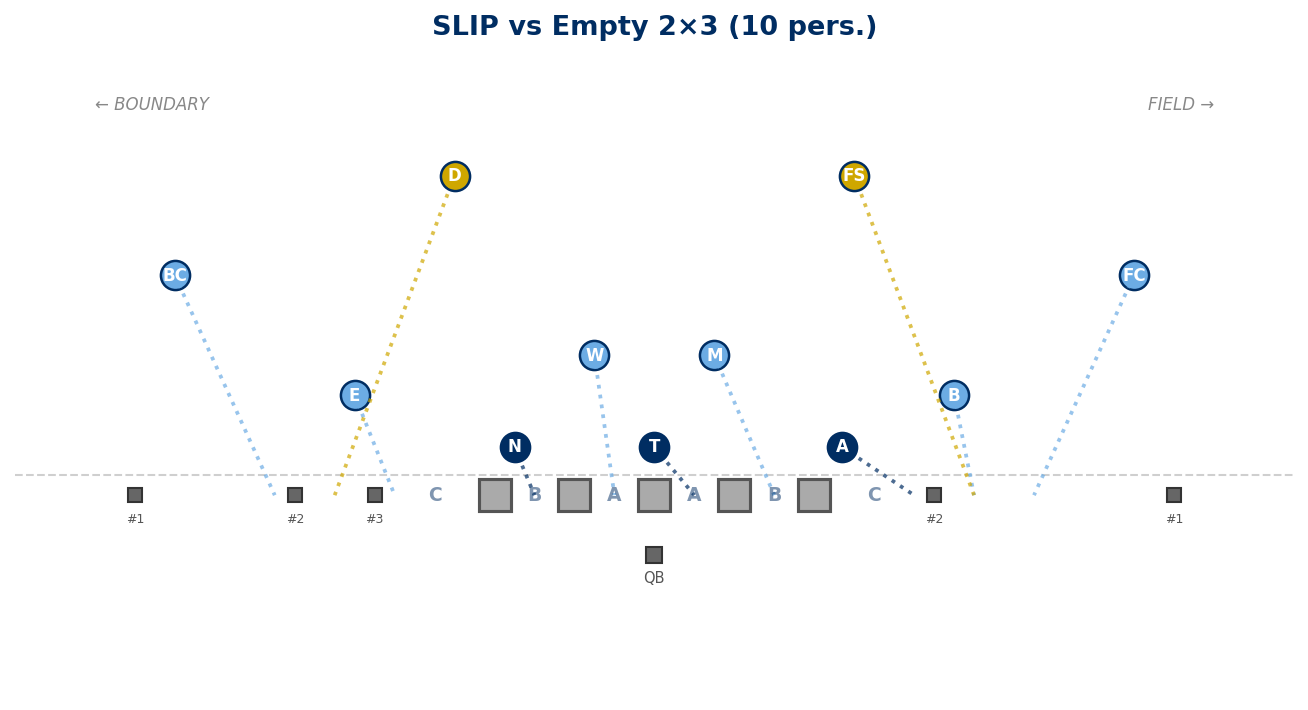 SLIP vs Empty 2×3 (10 pers.)
← BOUNDARY
FIELD →
D
FS
BC
FC
W
M
E
B
N
T
A
C
B
A
A
B
C
#1
#2
#3
#2
#1
QB